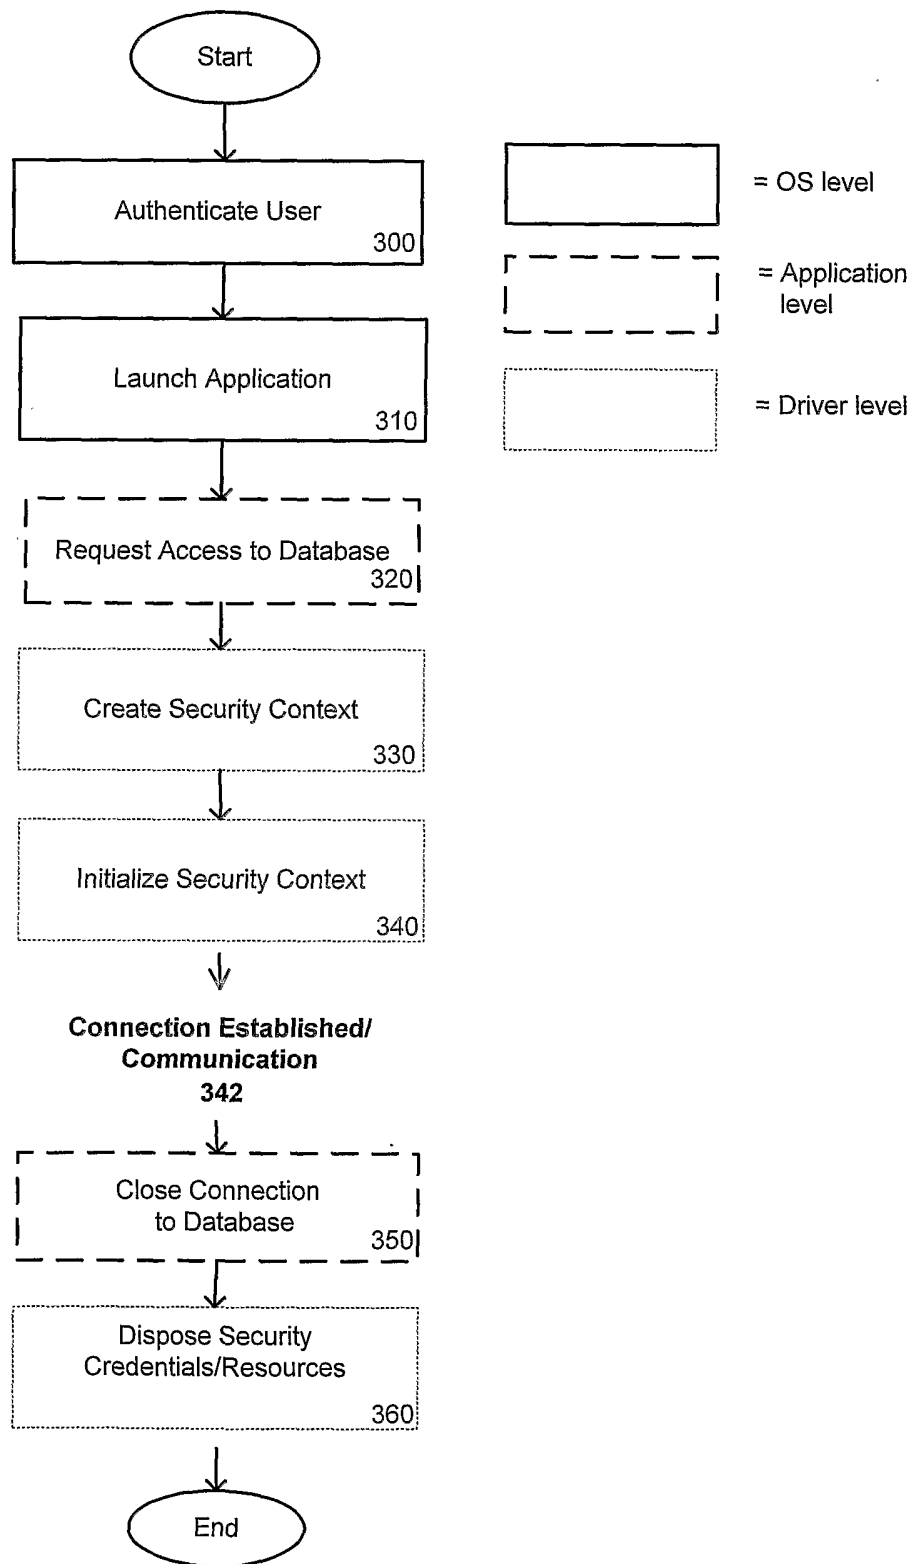 Start
Authenticate User
300
Launch Application
310
Request Access to Database
320
Create Security Context
330
Initialize Security Context
340
Connection Established/
Communication
342
Close Connection
to Database
350
Dispose Security
Credentials/Resources
360
End
= OS level
= Application
level
= Driver level